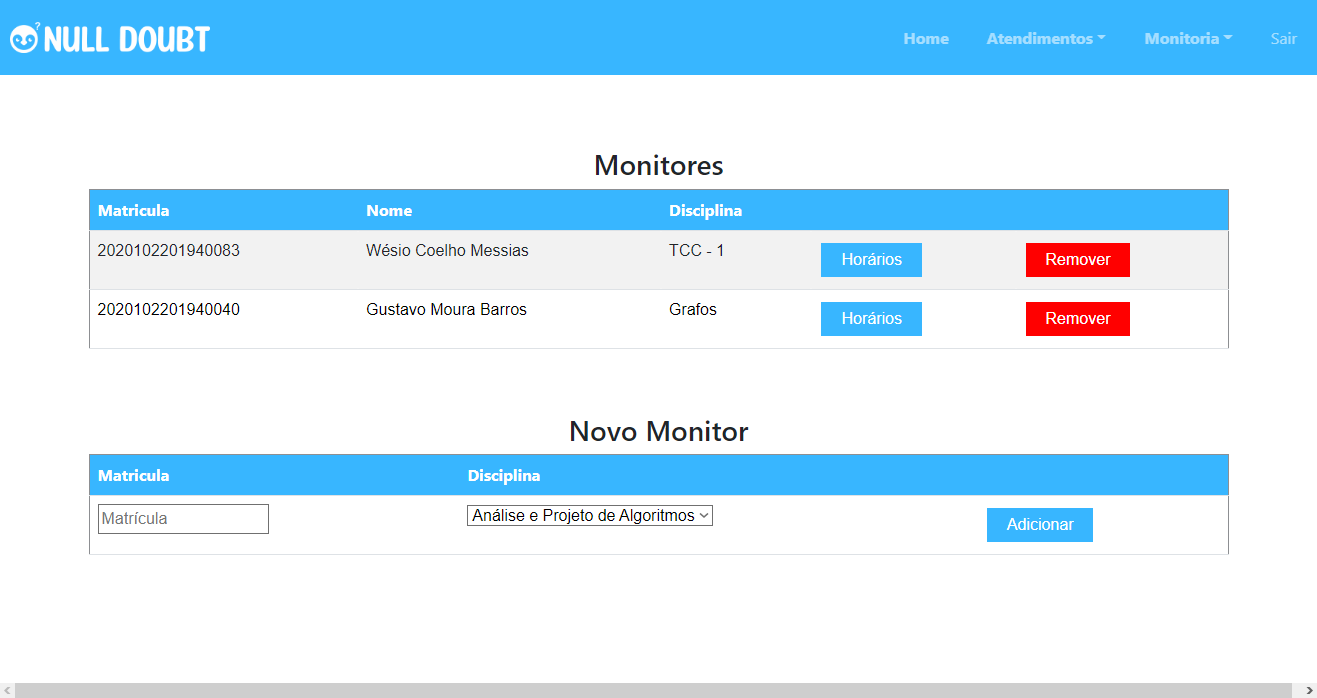 ? NULL DOUBT Home Atendimentos Monitoria Sair
Monitores
Matricula Nome Disciplina
2020102201940083 Wésio Coelho Messias TCC - 1 Horários Remover
2020102201940040 Gustavo Moura Barros Grafos Horários Remover
Novo Monitor
Matricula Disciplina
Matrícula Análise e Projeto de Algoritmos Adicionar